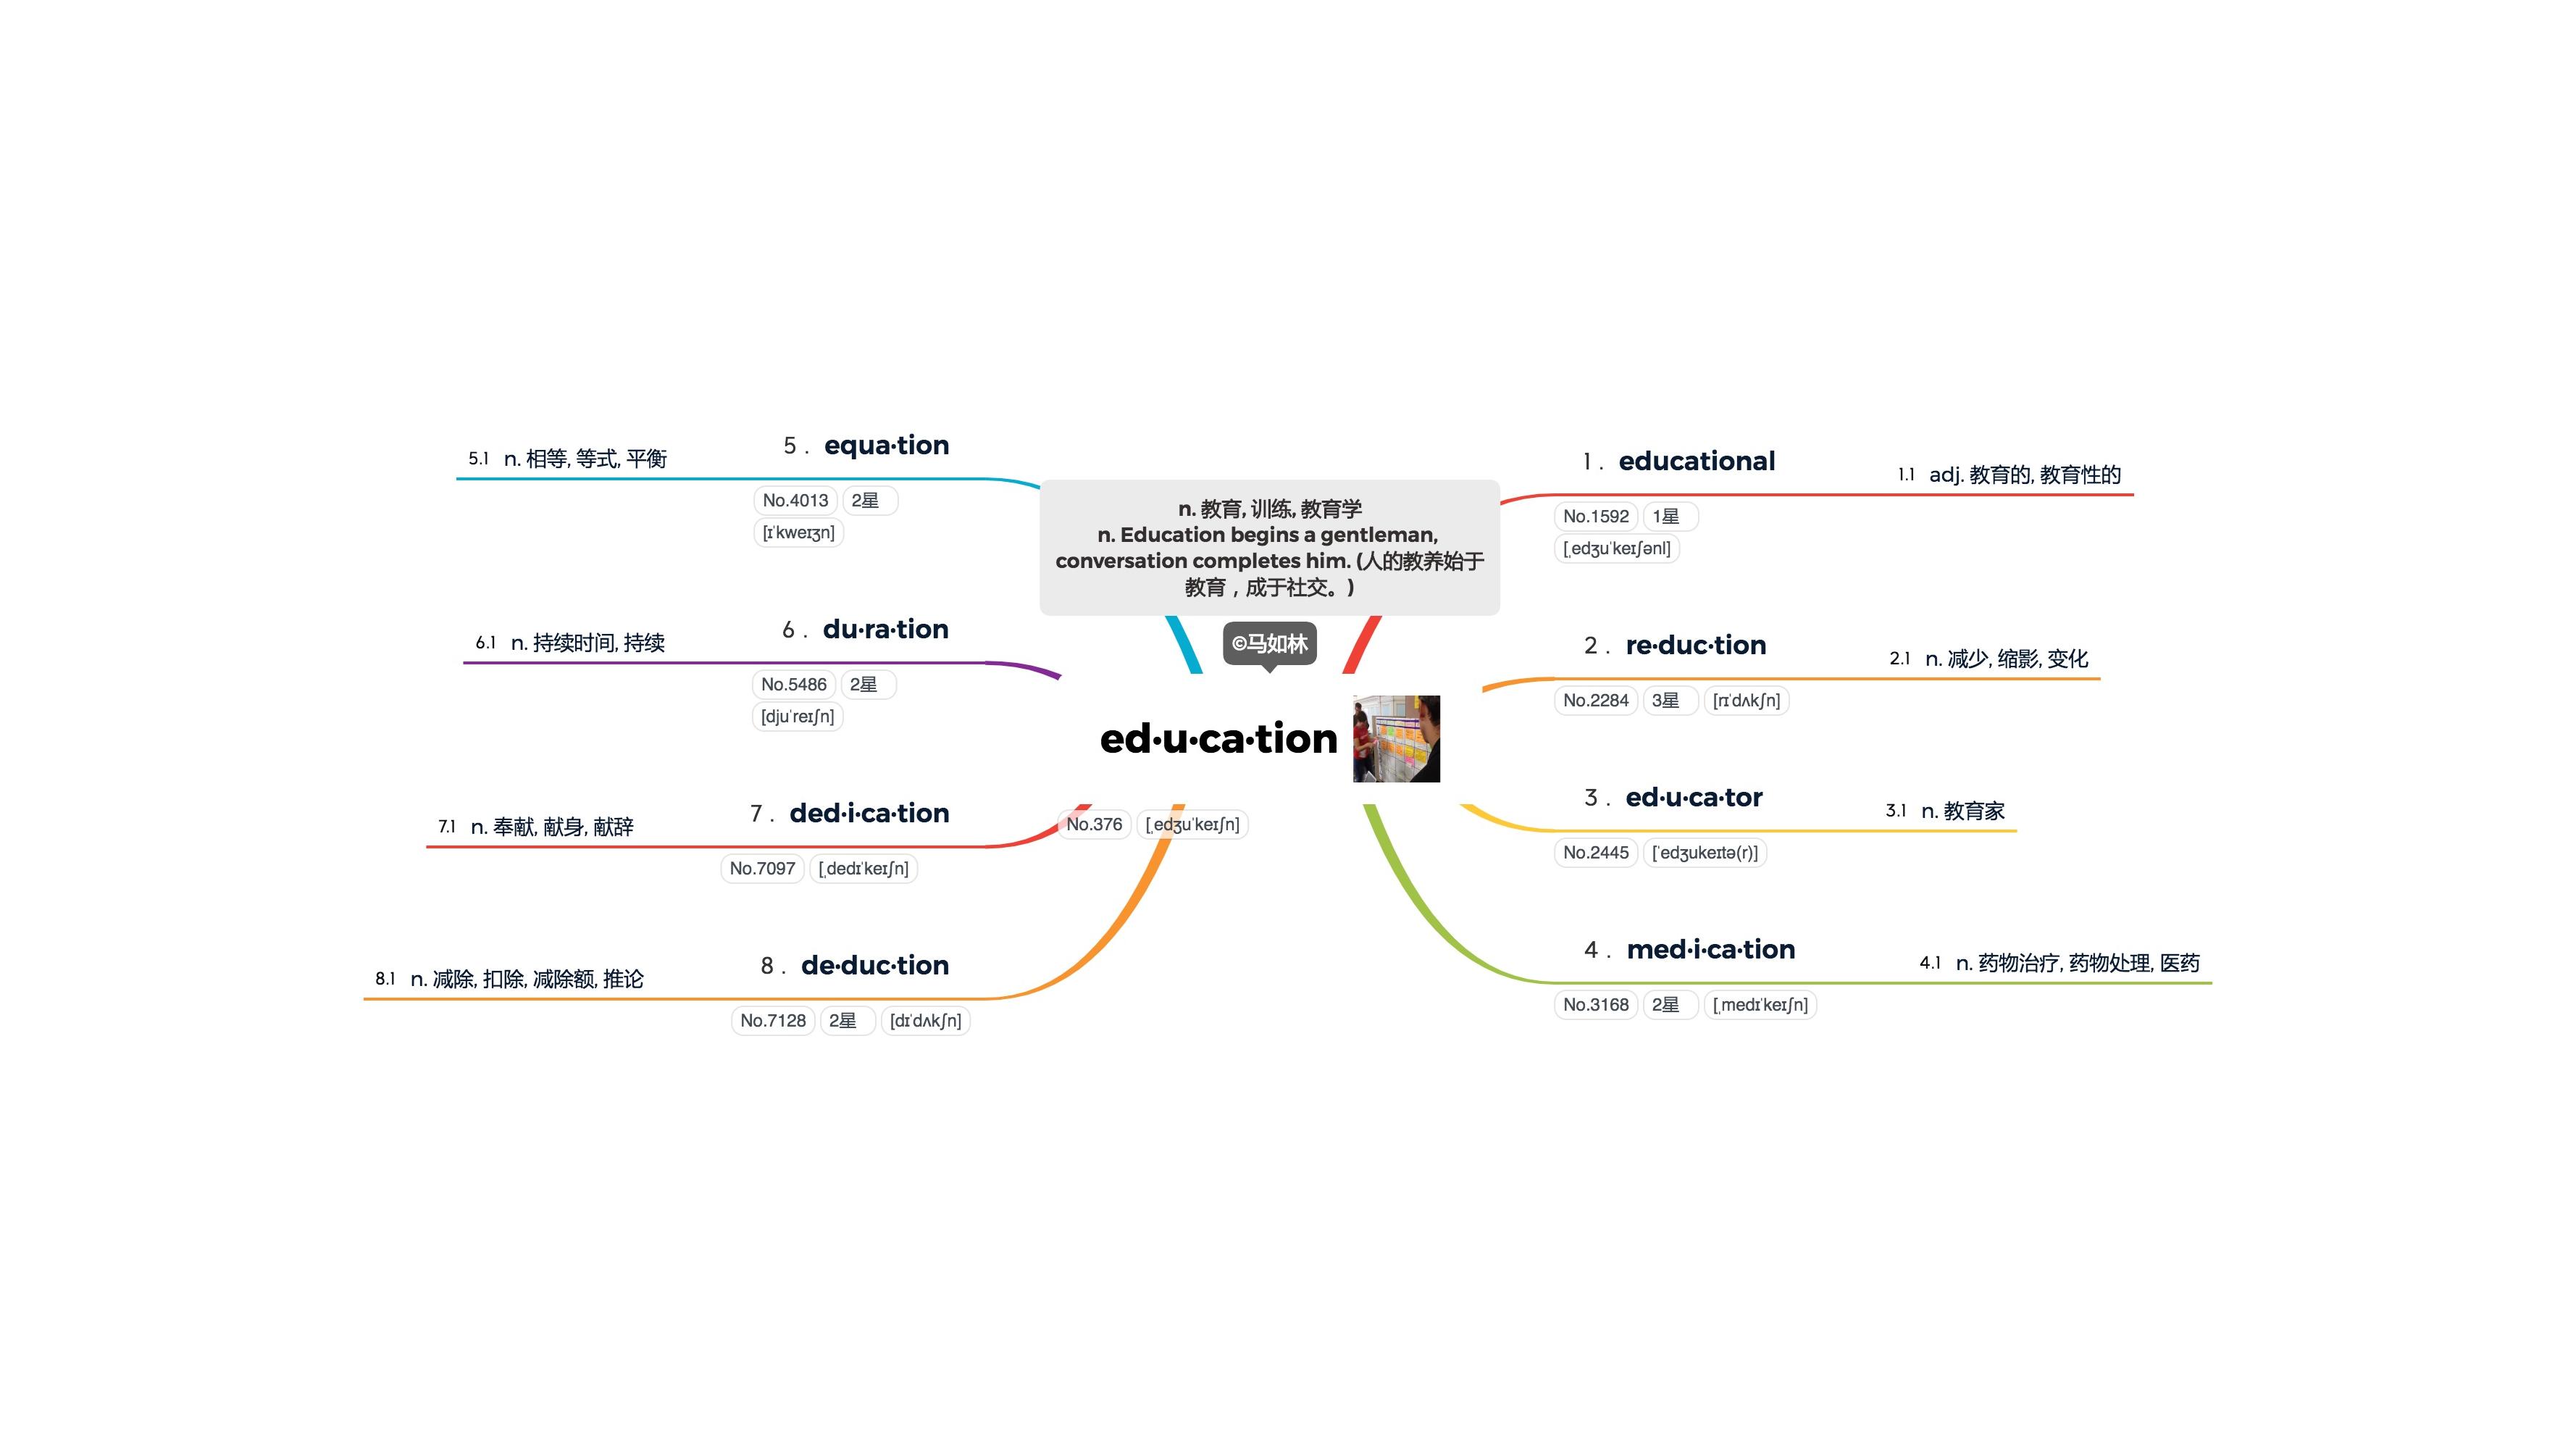 n. 教育, 训练, 教育学
n. Education begins a gentleman,
conversation completes him. (人的教养始于
教育，成于社交。)
©马如林
ed·u·ca·tion
No.376 [ˌedʒuˈkeɪʃn]
1 . educational
No.1592 1星
[ˌedʒuˈkeɪʃənl]
1.1 adj. 教育的, 教育性的
2 . re·duc·tion
No.2284 3星 [rɪˈdʌkʃn]
2.1 n. 减少, 缩影, 变化
3 . ed·u·ca·tor
No.2445 [ˈedʒukeɪtə(r)]
3.1 n. 教育家
4 . med·i·ca·tion
No.3168 2星 [ˌmedɪˈkeɪʃn]
4.1 n. 药物治疗, 药物处理, 医药
5 . equa·tion
No.4013 2星
[ɪˈkweɪʒn]
5.1 n. 相等, 等式, 平衡
6 . du·ra·tion
No.5486 2星
[djuˈreɪʃn]
6.1 n. 持续时间, 持续
7 . ded·i·ca·tion
No.7097 [ˌdedɪˈkeɪʃn]
7.1 n. 奉献, 献身, 献辞
8 . de·duc·tion
No.7128 2星 [dɪˈdʌkʃn]
8.1 n. 减除, 扣除, 减除额, 推论